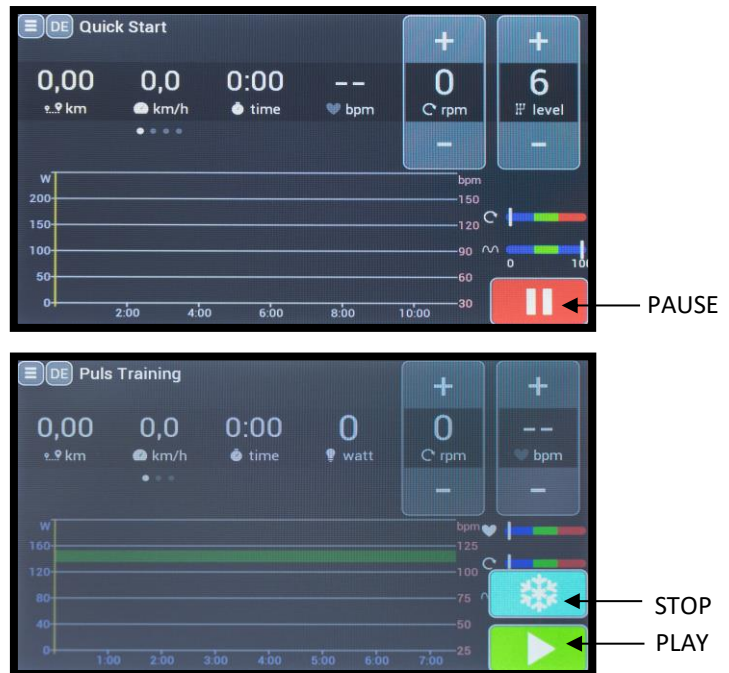 DE Quick Start
+ +
0,00 0,0 0:00 -- 0 6
km km/h time bpm rpm level
- -
W bpm
200 150
150 120
100 90
0 100
50 60
0 30
2:00 4:00 6:00 8:00 10:00
PAUSE
DE Puls Training
+ +
0,00 0,0 0:00 0 0 --
km km/h time watt rpm bpm
- -
W bpm
160 125
120 100
80 75
40 50
0 25
1:00 2:00 3:00 4:00 5:00 6:00 7:00
STOP
PLAY